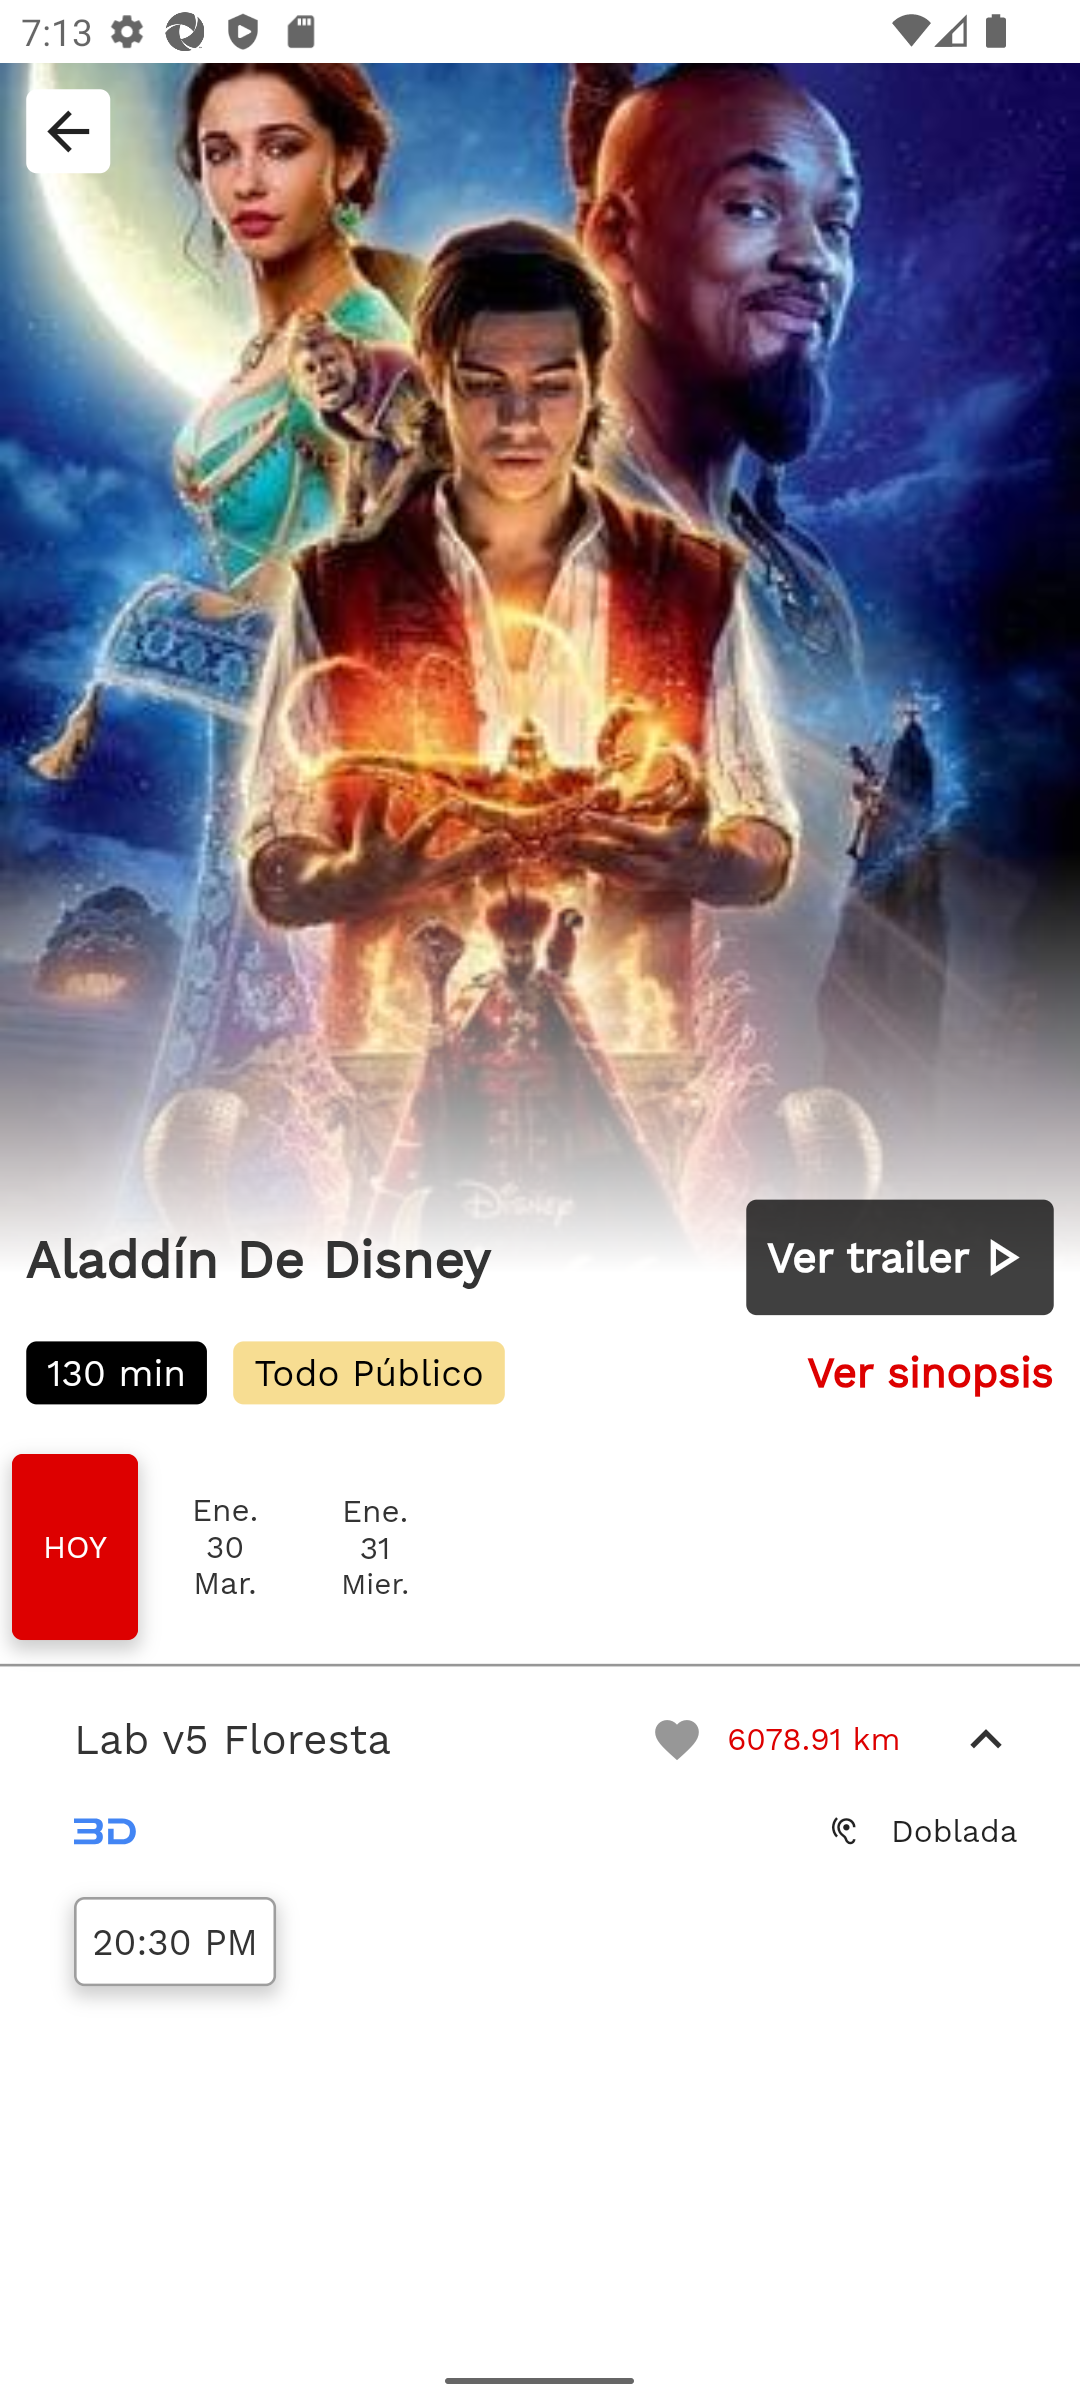 7:13
Disney
Aladdín De Disney
Ver trailer
130 min
Todo Público
Ver sinopsis
HOY
Ene.
30
Mar.
Ene.
31
Mier.
Lab v5 Floresta
6078.91 km
3D
Doblada
20:30 PM